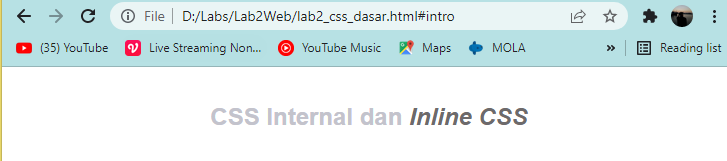 File D:/Labs/Lab2Web/lab2_css_dasar.html#intro
(35) YouTube Live Streaming Non... YouTube Music Maps MOLA » Reading list
CSS Internal dan Inline CSS